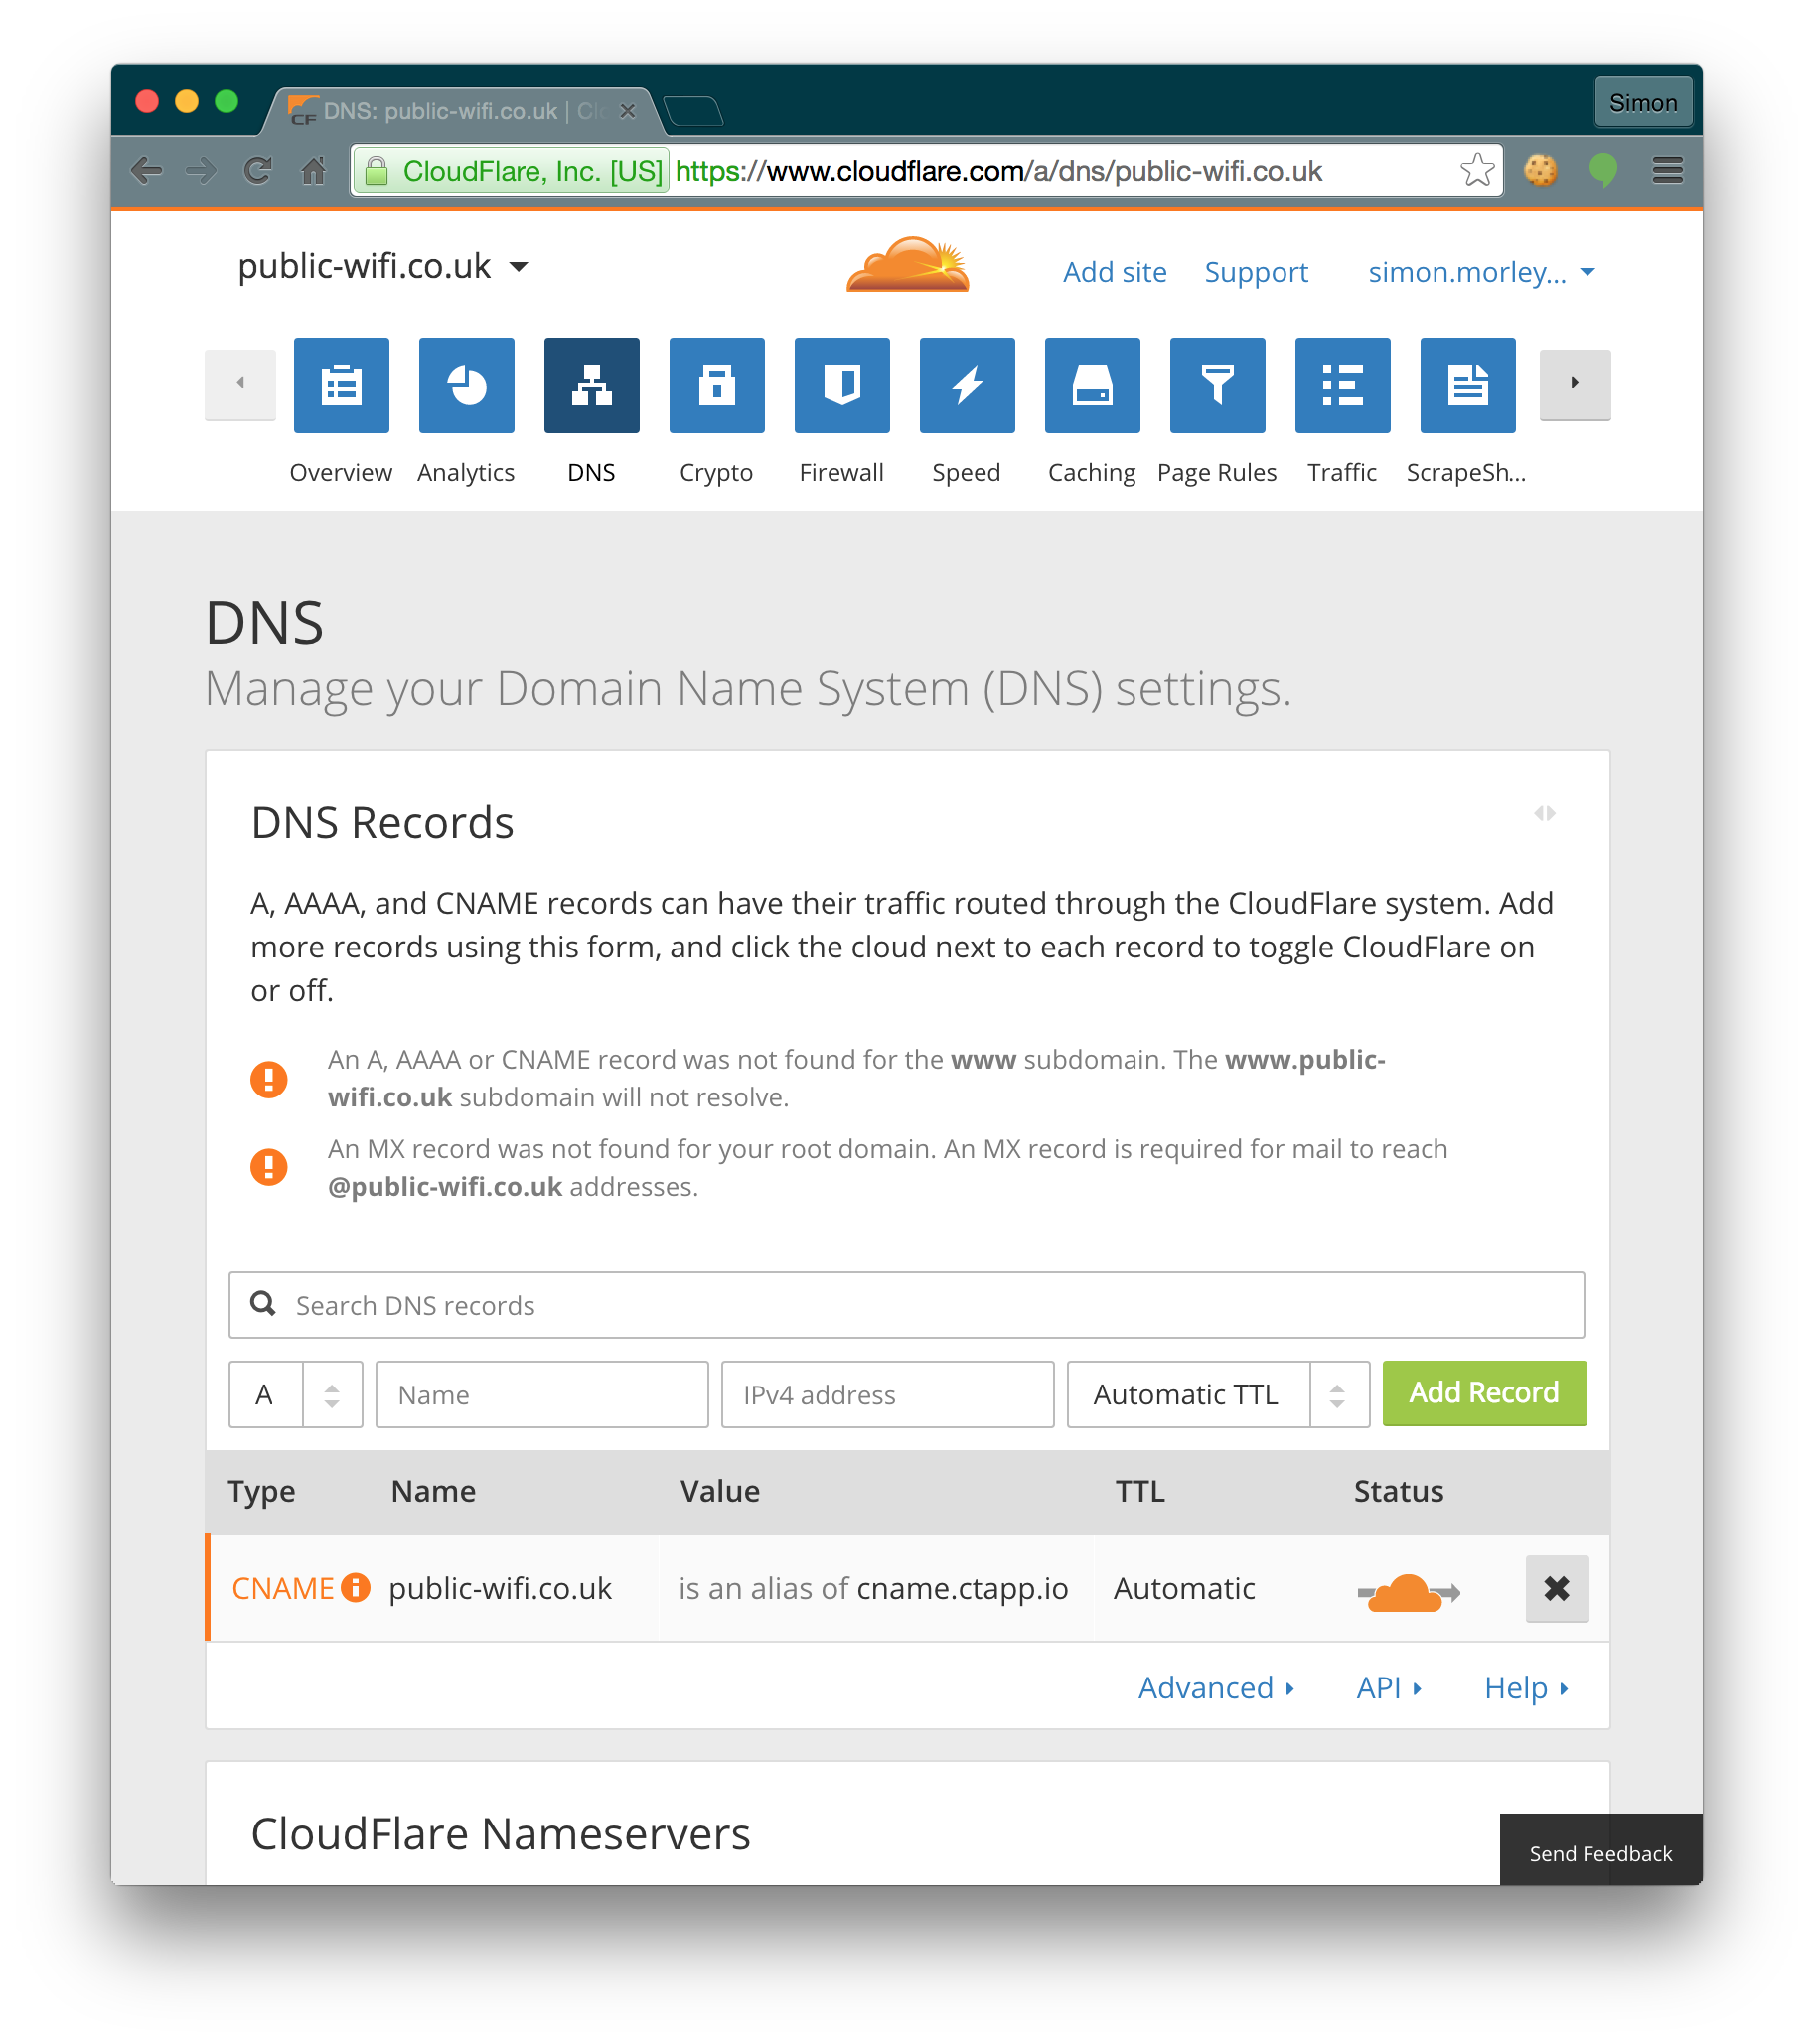 DNS: public-wifi.co.uk | Clo
Simon
CloudFlare, Inc. [US] https://www.cloudflare.com/a/dns/public-wifi.co.uk
public-wifi.co.uk
Add site Support simon.morley...
Overview Analytics DNS Crypto Firewall Speed Caching Page Rules Traffic ScrapeSh...
DNS
Manage your Domain Name System (DNS) settings.
DNS Records
A, AAAA, and CNAME records can have their traffic routed through the CloudFlare system. Add
more records using this form, and click the cloud next to each record to toggle CloudFlare on
or off.
An A, AAAA or CNAME record was not found for the www subdomain. The www.public-
wifi.co.uk subdomain will not resolve.
An MX record was not found for your root domain. An MX record is required for mail to reach
@public-wifi.co.uk addresses.
Search DNS records
A Name IPv4 address Automatic TTL Add Record
Type Name Value TTL Status
CNAME public-wifi.co.uk is an alias of cname.ctapp.io Automatic
Advanced API Help
CloudFlare Nameservers
Send Feedback